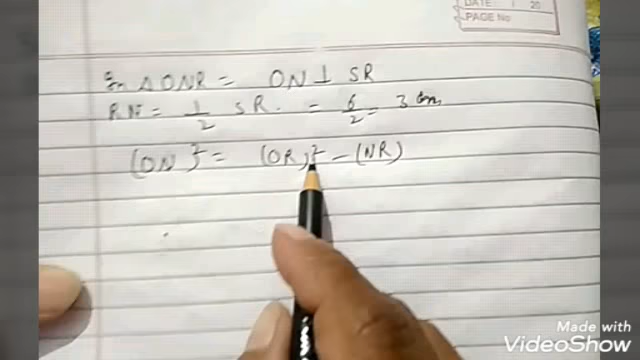 DATE / 20
PAGE No
In △ ONR = ON ⊥ SR
RN = 1/2 SR. = 6/2 = 3 cm
(ON)² = (OR)² - (NR)
Made with
VideoShow